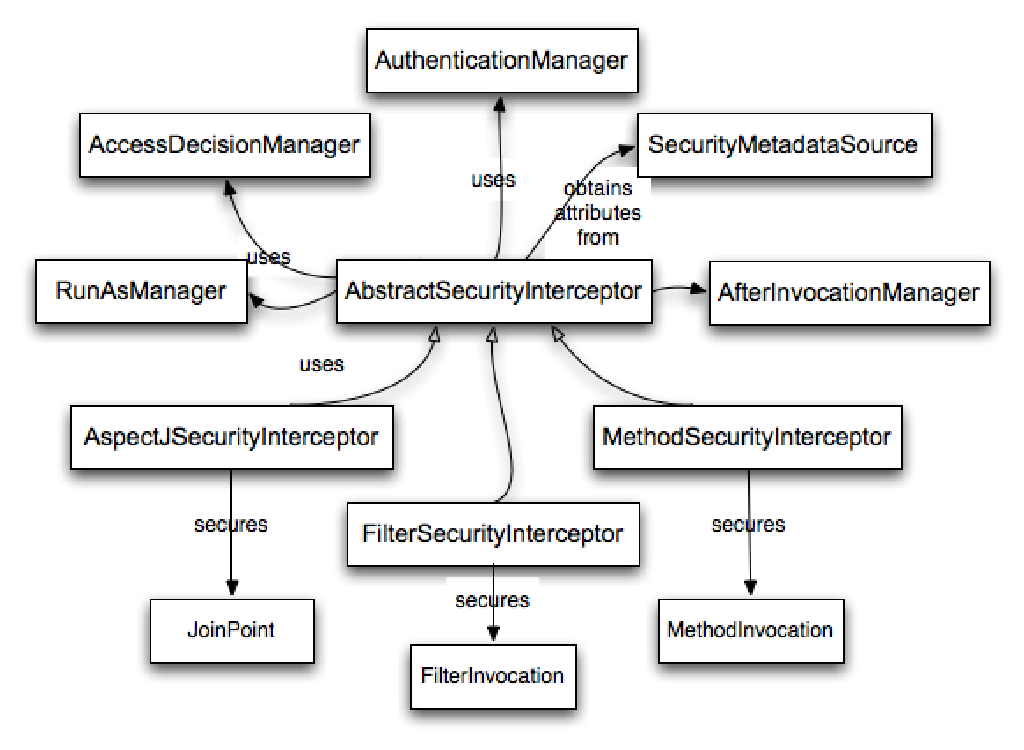 AuthenticationManager
AccessDecisionManager
SecurityMetadataSource
uses
obtains
attributes
from
uses
RunAsManager
AbstractSecurityInterceptor
AfterInvocationManager
uses
AspectJSecurityInterceptor
MethodSecurityInterceptor
secures
FilterSecurityInterceptor
secures
secures
JoinPoint
MethodInvocation
FilterInvocation